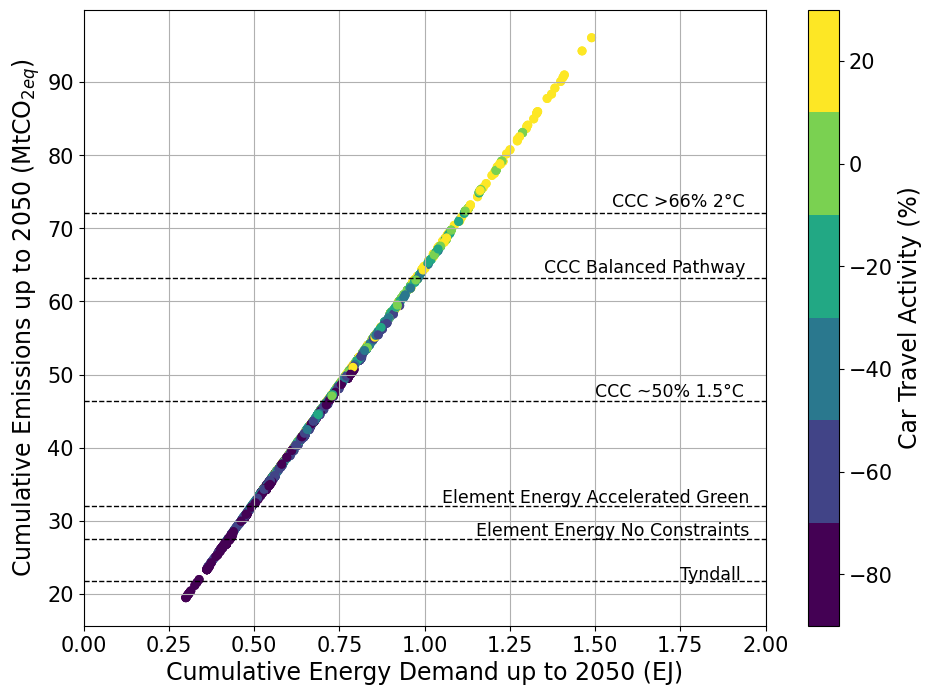 90
80
70
60
50
40
30
20
0.00 0.25 0.50 0.75 1.00 1.25 1.50 1.75 2.00
Cumulative Energy Demand up to 2050 (EJ)
Cumulative Emissions up to 2050 (MtCO2eq)
CCC >66% 2°C
CCC Balanced Pathway
CCC ~50% 1.5°C
Element Energy Accelerated Green
Element Energy No Constraints
Tyndall
20
0
−20
−40
−60
−80
Car Travel Activity (%)